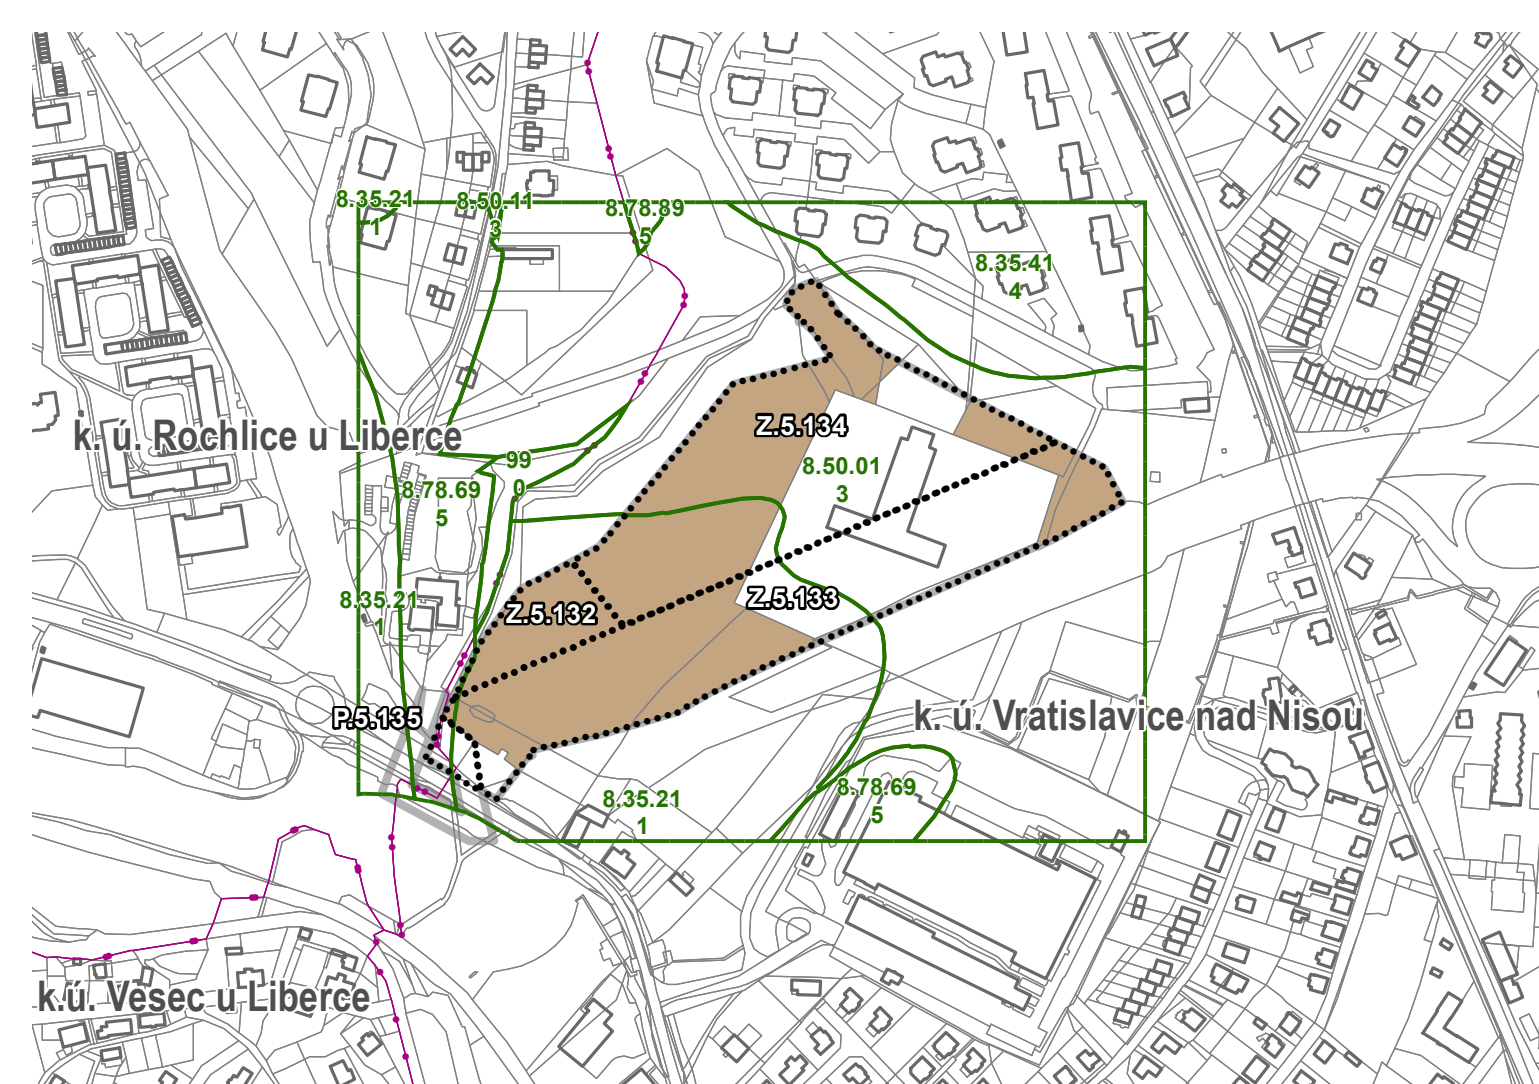 8.35.21
1
8.50.11
3
8.78.89
5
8.35.41
4
Z.5.134
k. ú. Rochlice u Liberce
99
0
8.50.01
3
8.78.69
5
8.35.21
1
Z.5.132
Z.5.133
P.5.135
k. ú. Vratislavice nad Nisou
8.78.69
5
8.35.21
1
k.ú. Vesec u Liberce